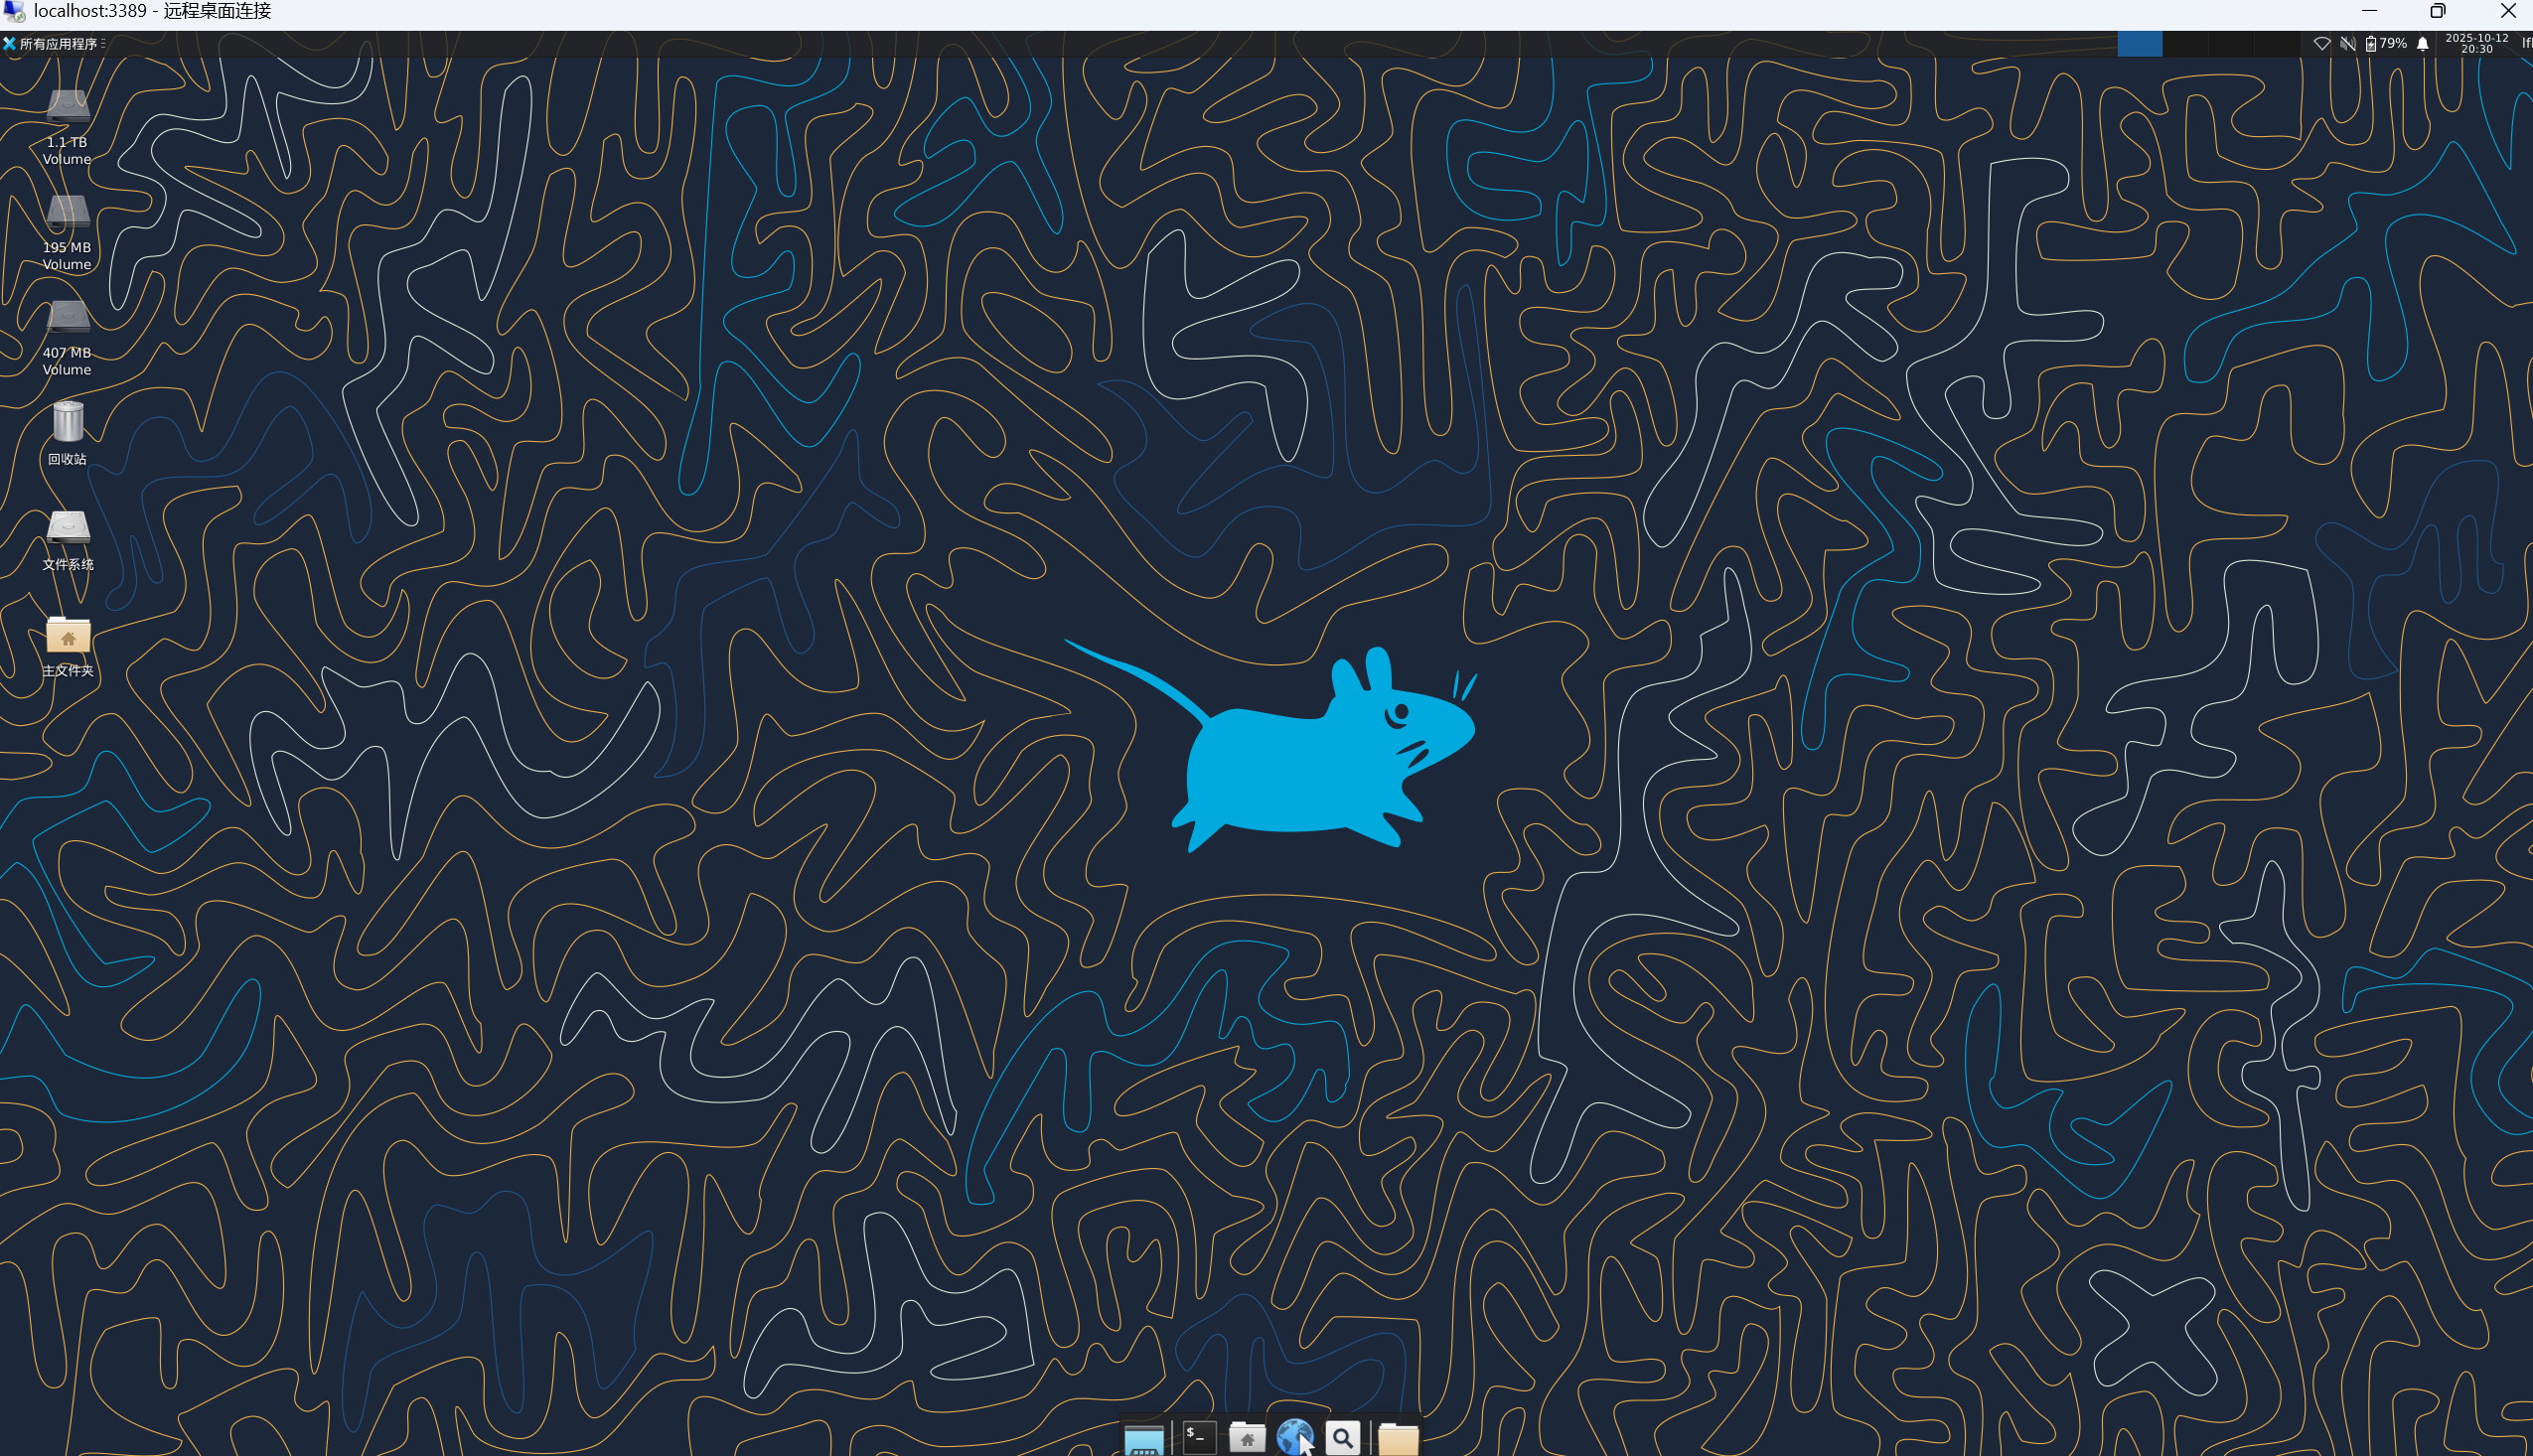 localhost:3389 - 远程桌面连接
所有应用程序
79%
2025-10-12
20:30
1.1 TB
Volume
195 MB
Volume
407 MB
Volume
回收站
文件系统
主文件夹
$_